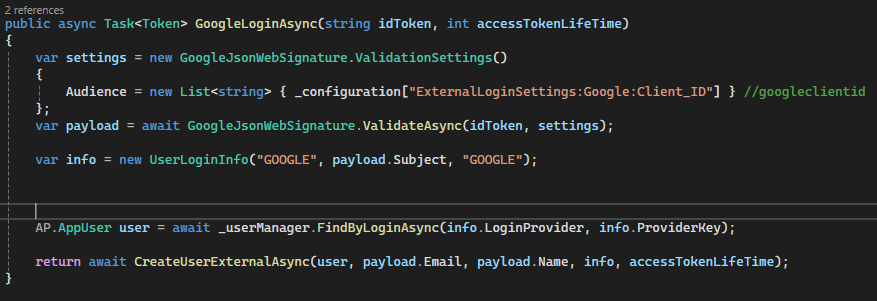 2 references
public async Task<Token> GoogleLoginAsync(string idToken, int accessTokenLifeTime)
{
    var settings = new GoogleJsonWebSignature.ValidationSettings()
    {
        Audience = new List<string> { _configuration["ExternalLoginSettings:Google:Client_ID"] } //googleclientid
    };
    var payload = await GoogleJsonWebSignature.ValidateAsync(idToken, settings);
    var info = new UserLoginInfo("GOOGLE", payload.Subject, "GOOGLE");
    AP.AppUser user = await _userManager.FindByLoginAsync(info.LoginProvider, info.ProviderKey);
    return await CreateUserExternalAsync(user, payload.Email, payload.Name, info, accessTokenLifeTime);
}